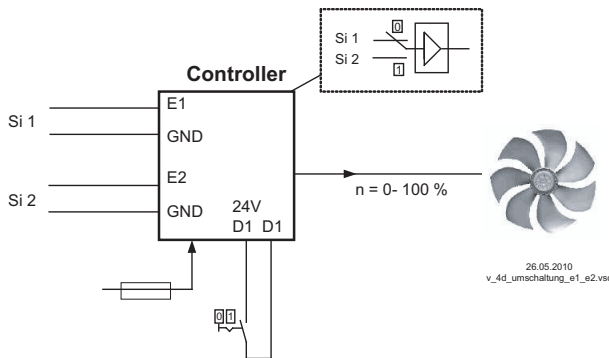 0
Si 1
Si 2
1
Controller
E1
Si 1
GND
E2
Si 2
GND
24V
D1 D1
n = 0- 100 %
26.05.2010
v_4d_umschaltung_e1_e2.vsd
0 1